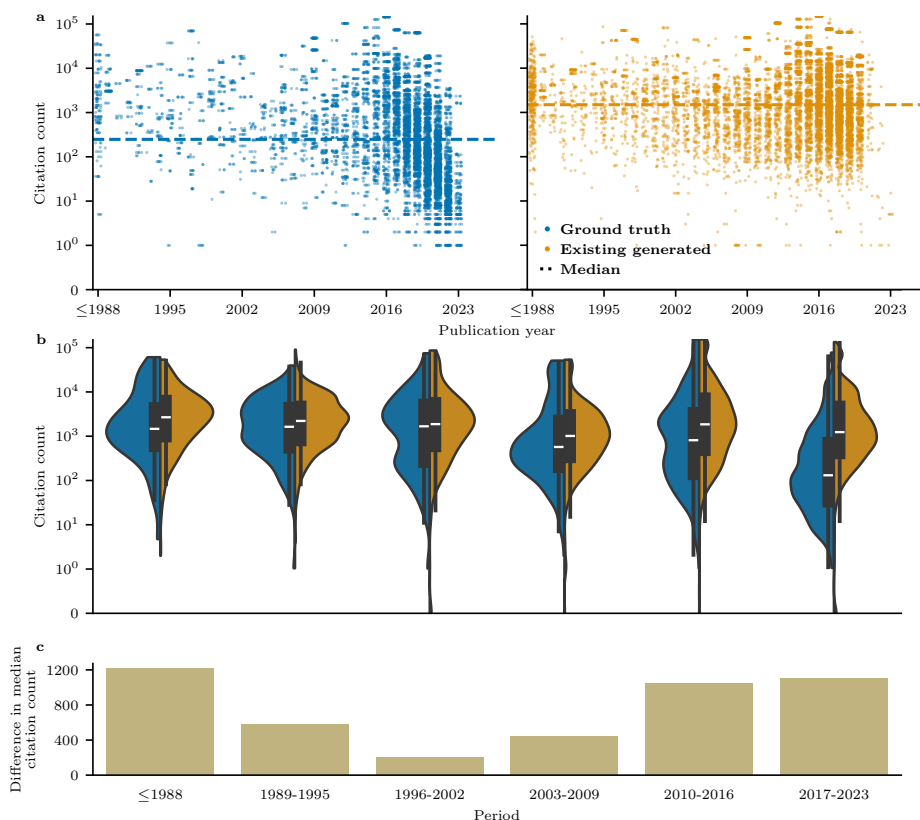 a
Citation count
10^5
10^4
10^3
10^2
10^1
10^0
0
Ground truth
Existing generated
Median
≤1988 1995 2002 2009 2016 2023
≤1988 1995 2002 2009 2016 2023
Publication year
b
Citation count
10^5
10^4
10^3
10^2
10^1
10^0
0
c
Difference in median
citation count
1200
800
400
0
≤1988 1989-1995 1996-2002 2003-2009 2010-2016 2017-2023
Period